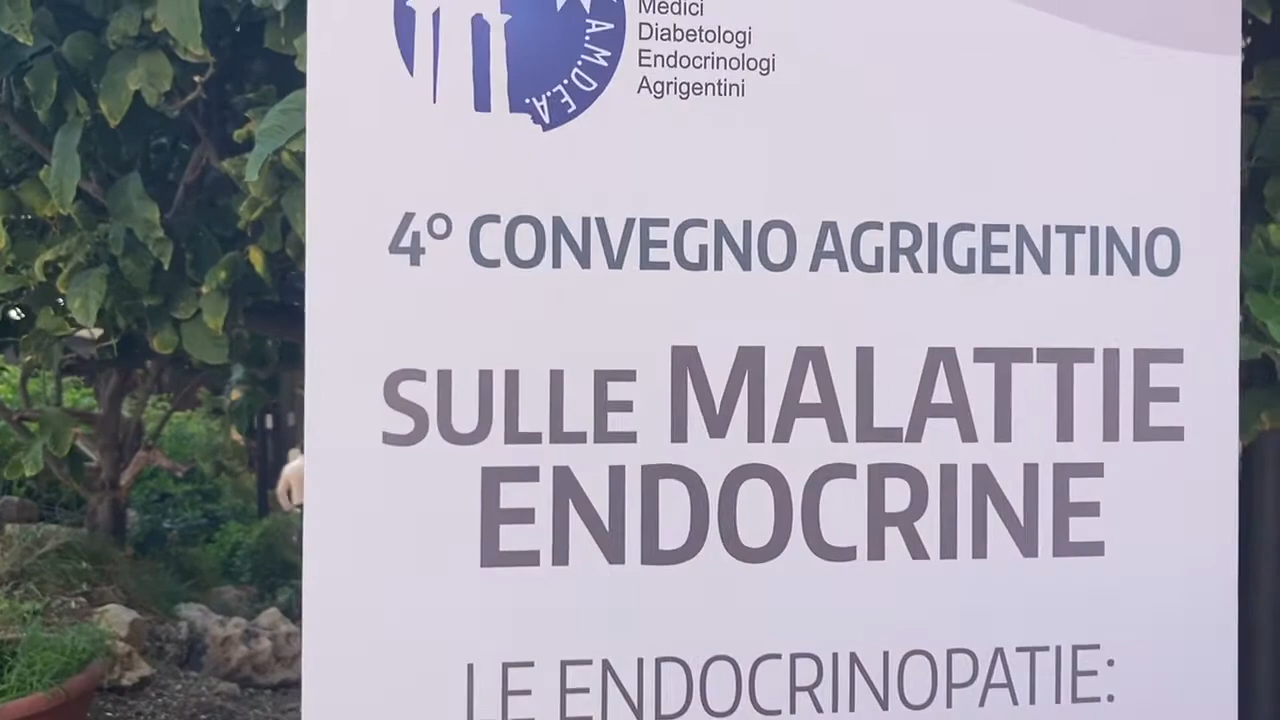 Medici
Diabetologi
Endocrinologi
Agrigentini
A.M.D.E.A.
4° CONVEGNO AGRIGENTINO
SULLE MALATTIE
ENDOCRINE
LE ENDOCRINOPATIE: